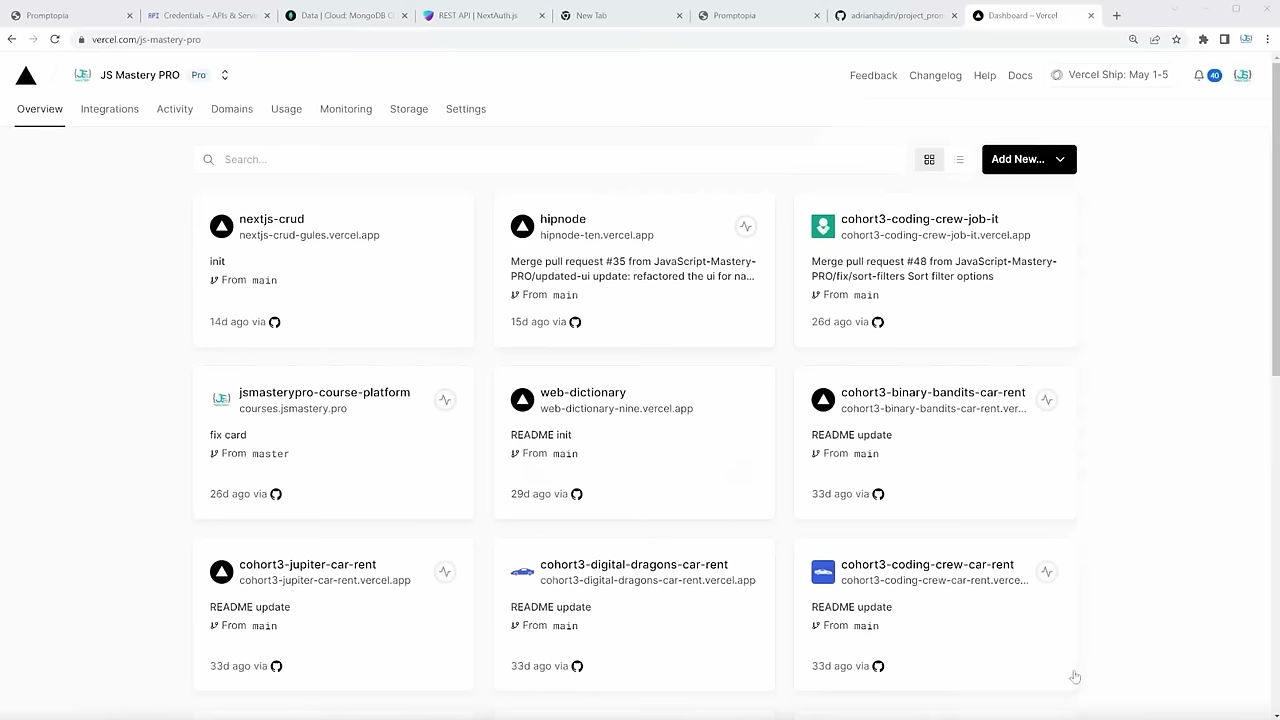 Promptopia
Credentials – APIs & Servi
Data | Cloud: MongoDB Cl
REST API | NextAuth.js
New Tab
Promptopia
adrianhajdin/project_pron
Dashboard – Vercel
vercel.com/js-mastery-pro
JS Mastery PRO Pro
Feedback Changelog Help Docs Vercel Ship: May 1-5 40
Overview Integrations Activity Domains Usage Monitoring Storage Settings
Search...
Add New...
nextjs-crud
nextjs-crud-gules.vercel.app
init
From main
14d ago via
hipnode
hipnode-ten.vercel.app
Merge pull request #35 from JavaScript-Mastery-
PRO/updated-ui update: refactored the ui for na...
From main
15d ago via
cohort3-coding-crew-job-it
cohort3-coding-crew-job-it.vercel.app
Merge pull request #48 from JavaScript-Mastery-
PRO/fix/sort-filters Sort filter options
From main
26d ago via
jsmasterypro-course-platform
courses.jsmastery.pro
fix card
From master
26d ago via
web-dictionary
web-dictionary-nine.vercel.app
README init
From main
29d ago via
cohort3-binary-bandits-car-rent
cohort3-binary-bandits-car-rent.ver...
README update
From main
33d ago via
cohort3-jupiter-car-rent
cohort3-jupiter-car-rent.vercel.app
README update
From main
33d ago via
cohort3-digital-dragons-car-rent
cohort3-digital-dragons-car-rent.vercel.app
README update
From main
33d ago via
cohort3-coding-crew-car-rent
cohort3-coding-crew-car-rent.verce...
README update
From main
33d ago via